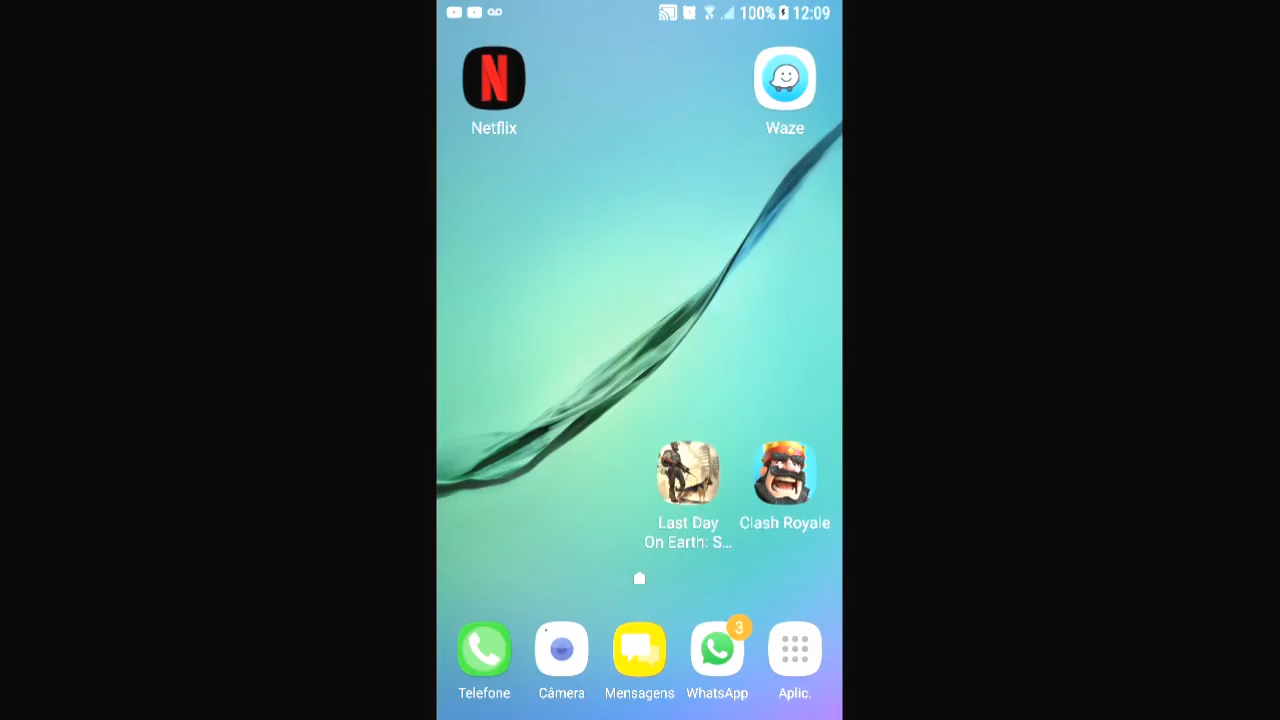 100% 12:09
N
Netflix
Waze
Last Day
On Earth: S...
Clash Royale
3
Telefone
Câmera
Mensagens
WhatsApp
Aplic.